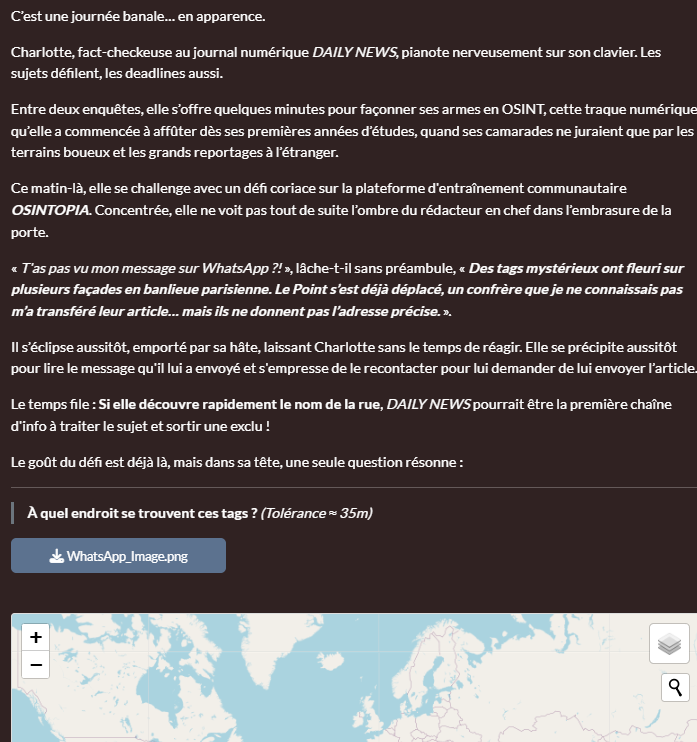 C'est une journée banale... en apparence.
Charlotte, fact-checkeuse au journal numérique DAILY NEWS, pianote nerveusement sur son clavier. Les
sujets défilent, les deadlines aussi.
Entre deux enquêtes, elle s'offre quelques minutes pour façonner ses armes en OSINT, cette traque numérique
qu'elle a commencée à affûter dès ses premières années d'études, quand ses camarades ne juraient que par les
terrains boueux et les grands reportages à l'étranger.
Ce matin-là, elle se challenge avec un défi coriace sur la plateforme d'entraînement communautaire
OSINTOPIA. Concentrée, elle ne voit pas tout de suite l'ombre du rédacteur en chef dans l'embrasure de la
porte.
« T'as pas vu mon message sur WhatsApp ?! », lâche-t-il sans préambule, « Des tags mystérieux ont fleuri sur
plusieurs façades en banlieue parisienne. Le Point s'est déjà déplacé, un confrère que je ne connaissais pas
m'a transféré leur article... mais ils ne donnent pas l'adresse précise. ».
Il s'éclipse aussitôt, emporté par sa hâte, laissant Charlotte sans le temps de réagir. Elle se précipite aussitôt
pour lire le message qu'il lui a envoyé et s'empresse de le recontacter pour lui demander de lui envoyer l'article.
Le temps file : Si elle découvre rapidement le nom de la rue, DAILY NEWS pourrait être la première chaîne
d'info à traiter le sujet et sortir une exclu !
Le goût du défi est déjà là, mais dans sa tête, une seule question résonne :
À quel endroit se trouvent ces tags ? (Tolérance ≈ 35m)
WhatsApp_Image.png
+
−